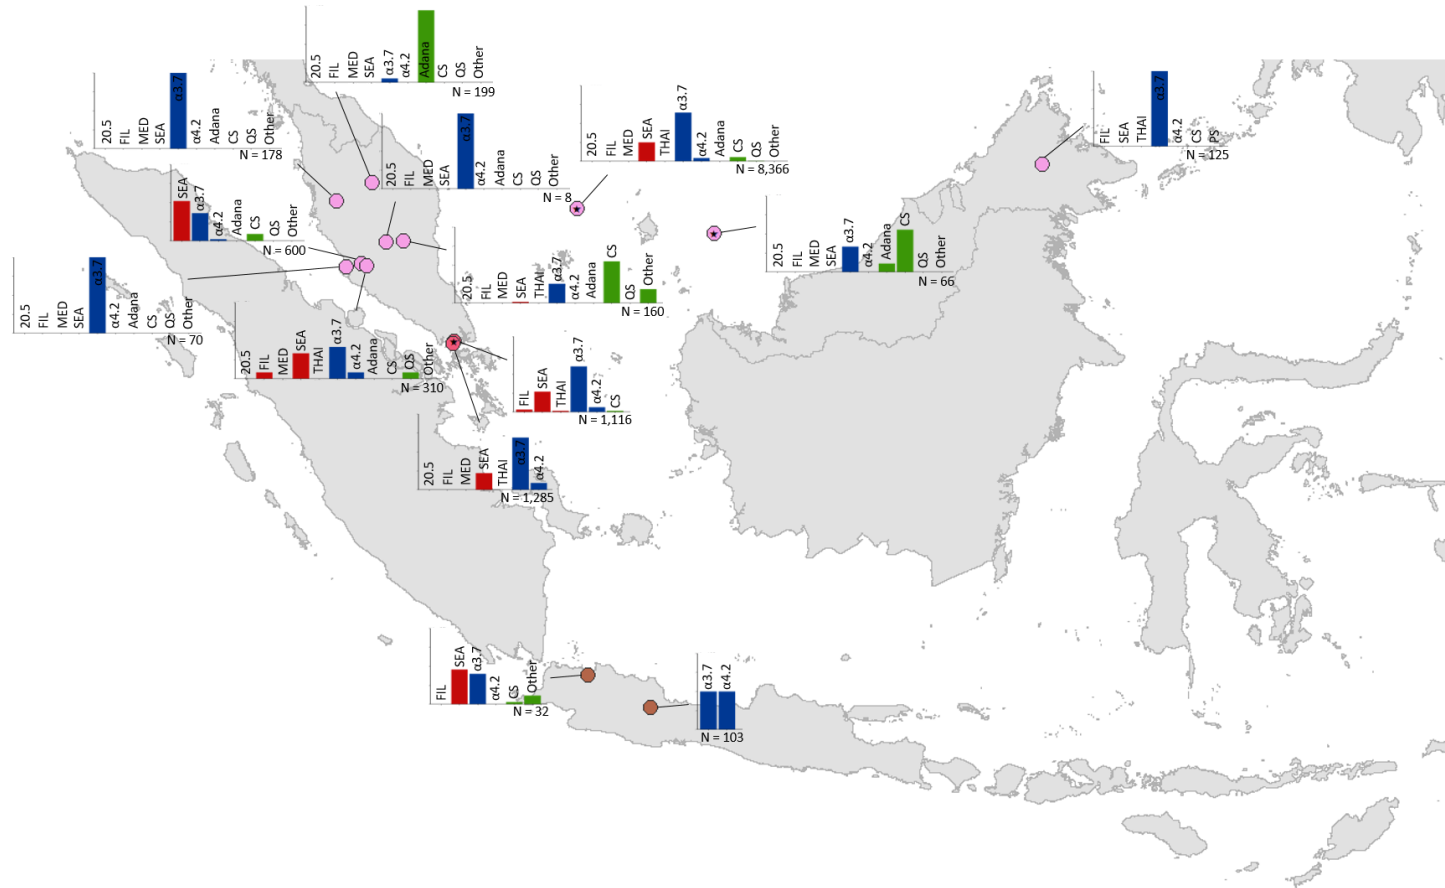 20.5 FIL MED SEA α3.7 α4.2 Adana CS QS Other
N = 199
20.5 FIL MED SEA α3.7 α4.2 Adana CS QS Other
N = 178
20.5 FIL MED SEA α3.7 α4.2 Adana CS QS Other
N = 8
20.5 FIL MED SEA THAI α3.7 α4.2 Adana CS QS Other
N = 8,366
FIL SEA THAI α3.7 α4.2 CS PS
N = 125
SEA α3.7 α4.2 Adana CS QS Other
N = 600
20.5 FIL MED SEA α3.7 α4.2 Adana CS QS Other
N = 66
20.5 FIL MED SEA α3.7 α4.2 Adana CS QS Other
N = 70
20.5 FIL MED SEA THAI α3.7 α4.2 Adana CS QS Other
N = 160
20.5 FIL MED SEA THAI α3.7 α4.2 Adana CS QS Other
N = 310
FIL SEA THAI α3.7 α4.2 CS
N = 1,116
20.5 FIL MED SEA THAI α3.7 α4.2
N = 1,285
FIL SEA α3.7 α4.2 CS Other
N = 32
α3.7 α4.2
N = 103